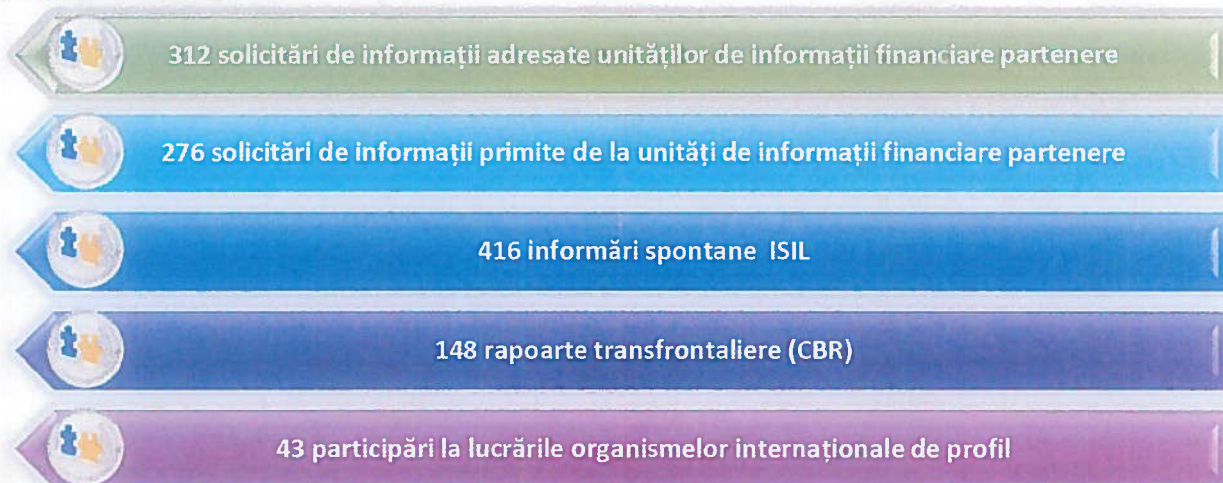 312 solicitări de informații adresate unităților de informații financiare partenere
276 solicitări de informații primite de la unități de informații financiare partenere
416 informări spontane ISIL
148 rapoarte transfrontaliere (CBR)
43 participări la lucrările organismelor internaționale de profil